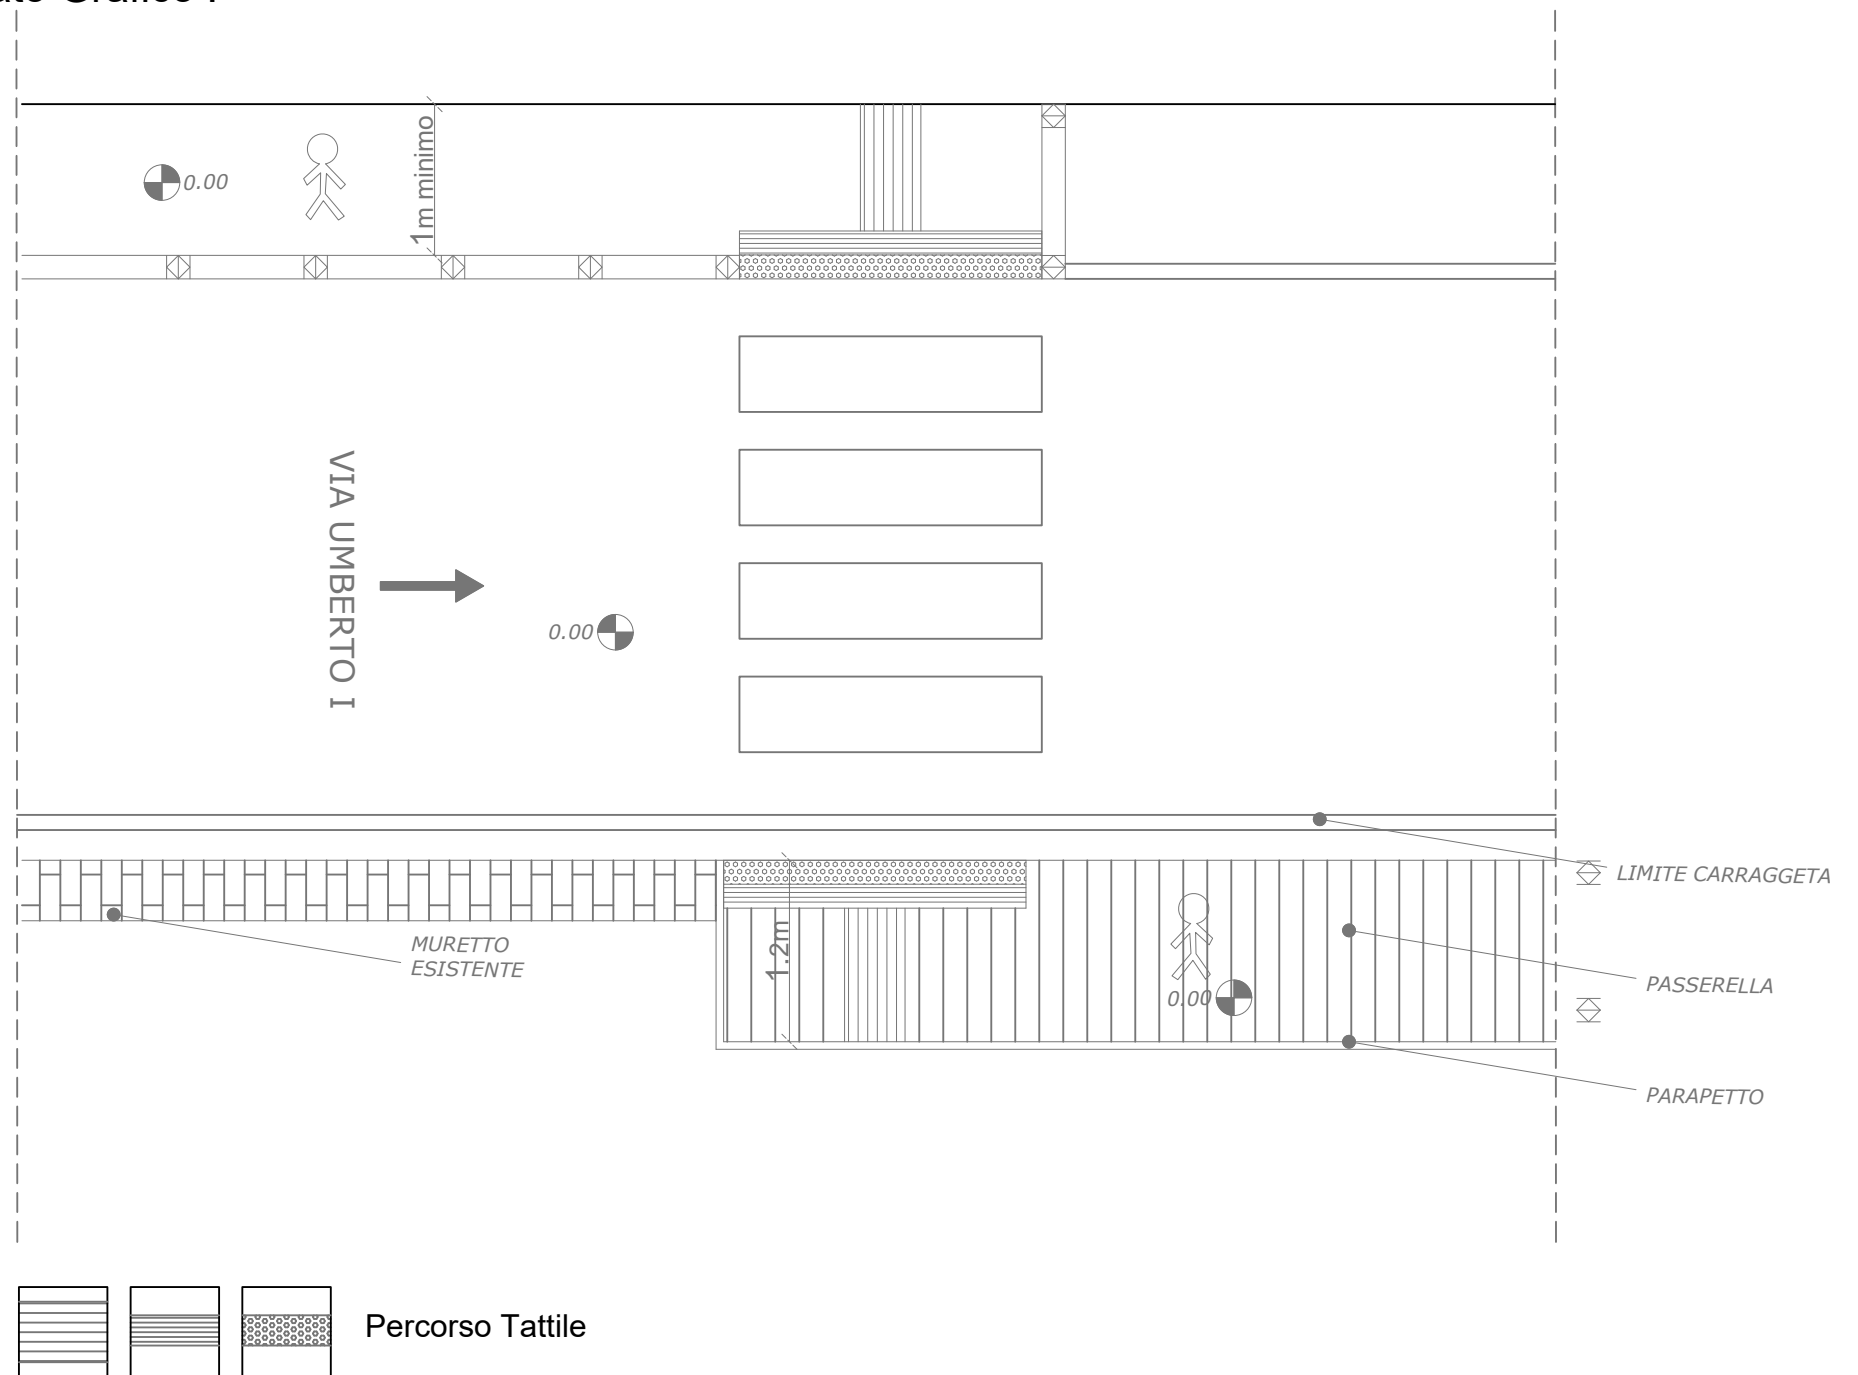 1m minimo
0.00
VIA UMBERTO I
0.00
LIMITE CARRAGGETA
MURETTO
ESISTENTE
1.2m
0.00
PASSERELLA
PARAPETTO
Percorso Tattile